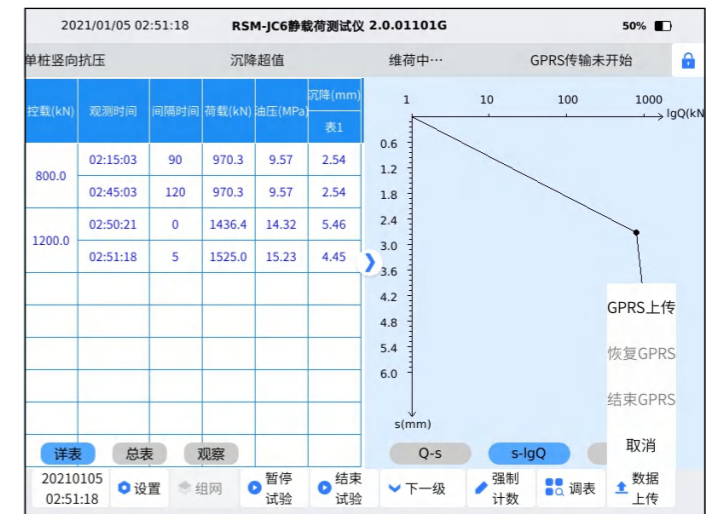 2021/01/05 02:51:18 RSM-JC6静载荷测试仪 2.0.01101G 50%
单桩竖向抗压 沉降超值 维荷中… GPRS传输未开始
控载(kN) 观测时间 间隔时间 荷载(kN) 油压(MPa) 沉降(mm)
表1
800.0
02:15:03 90 970.3 9.57 2.54
02:45:03 120 970.3 9.57 2.54
1200.0
02:50:21 0 1436.4 14.32 5.46
02:51:18 5 1525.0 15.23 4.45
1 10 100 1000
lgQ(kN
0.6
1.2
1.8
2.4
3.0
3.6
4.2
4.8
5.4
6.0
s(mm)
GPRS上传
恢复GPRS
结束GPRS
取消
详表 总表 观察 Q-s s-lgQ
20210105
02:51:18
设置
组网
暂停
试验
结束
试验
下一级
强制
计数
调表
数据
上传